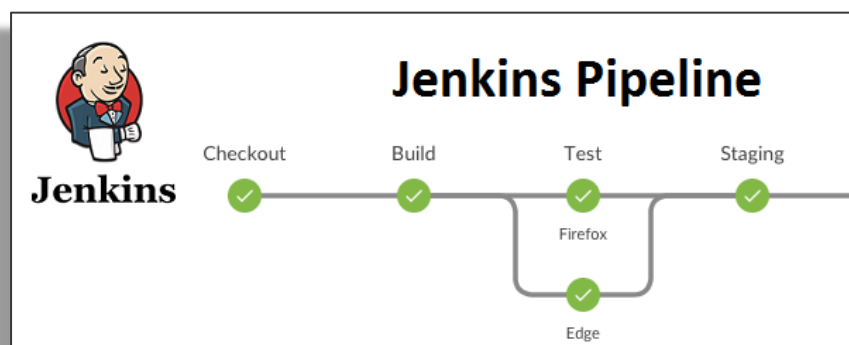 Jenkins Pipeline
Jenkins
Checkout
Build
Test
Staging
Firefox
Edge